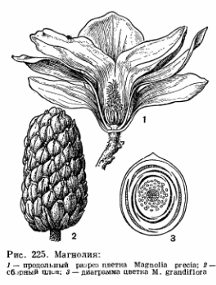 1
2
3
Рис. 225. Магнолия:
1 — продольный разрез цветка Magnolia precia; 2 —
сборный плод; 3 — диаграмма цветка M. grandiflora